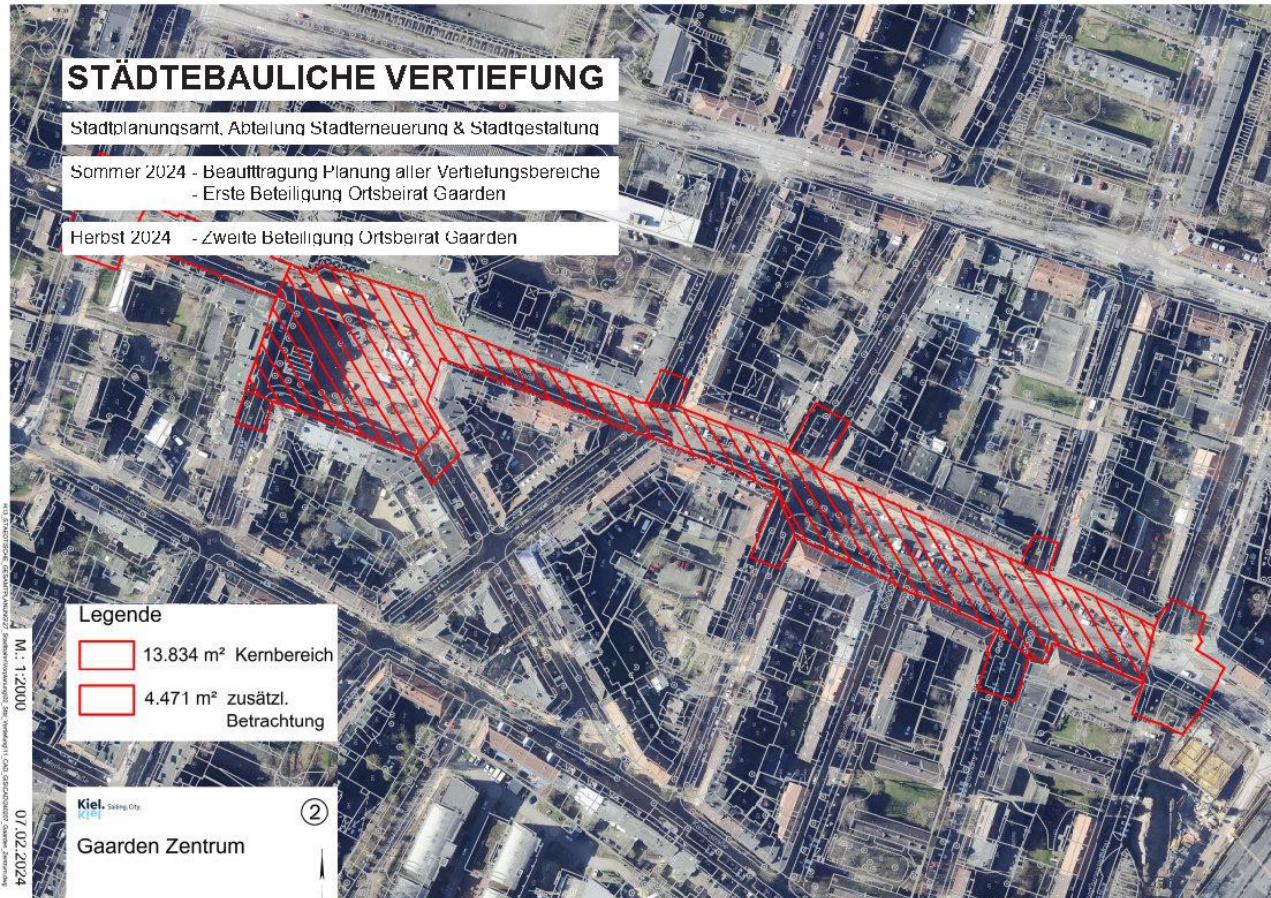 STÄDTEBAULICHE VERTIEFUNG
Stadtplanungsamt, Abteilung Stadterneuerung & Stadtgestaltung
Sommer 2024 - Beaufttragung Planung aller Vertiefungsbereiche
- Erste Beteiligung Ortsbeirat Gaarden
Herbst 2024 - Zweite Beteiligung Ortsbeirat Gaarden
Legende
13.834 m² Kernbereich
4.471 m² zusätzl.
Betrachtung
Kiel. Sailing. City.
Kiel
2
Gaarden Zentrum
M.: 1:2000
07.02.2024